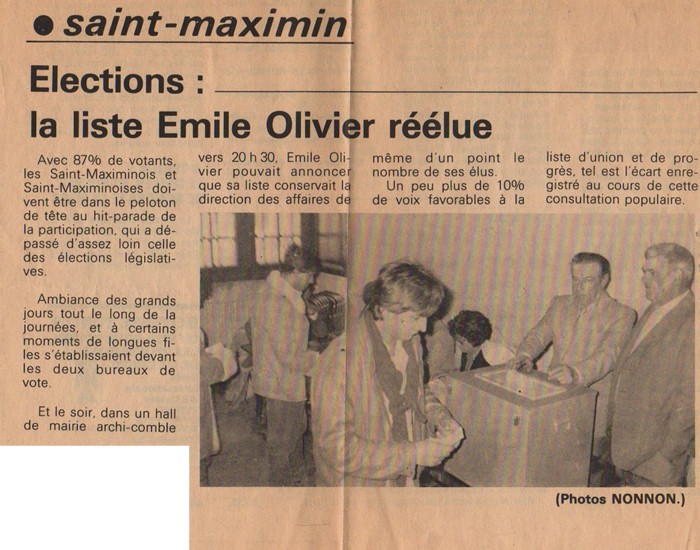 ● saint-maximin
Elections :
la liste Emile Olivier réélue
Avec 87% de votants,
les Saint-Maximinois et
Saint-Maximinoises doi-
vent être dans le peloton
de tête au hit-parade de
la participation, qui a dé-
passé d'assez loin celle
des élections législati-
ves.
Ambiance des grands
jours tout le long de la
journées, et à certains
moments de longues fi-
les s'établissaient devant
les deux bureaux de
vote.
Et le soir, dans un hall
de mairie archi-comble
vers 20 h 30, Emile Oli-
vier pouvait annoncer
que sa liste conservait la
direction des affaires de
même d'un point le
nombre de ses élus.
Un peu plus de 10%
de voix favorables à la
liste d'union et de pro-
grès, tel est l'écart enre-
gistré au cours de cette
consultation populaire.
(Photos NONNON.)